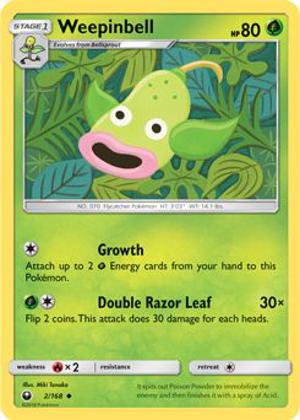 STAGE 1
Weepinbell
HP80
Evolves from Bellsprout
NO. 070 Flycatcher Pokémon HT: 3'03" WT: 14.1 lbs.
Growth
Attach up to 2 Energy cards from your hand to this
Pokémon.
Double Razor Leaf 30×
Flip 2 coins. This attack does 30 damage for each heads.
weakness × 2 resistance retreat
Illus. Miki Tanaka
2/168
©2018 Pokémon
It spits out Poison Powder to immobilize the
enemy and then finishes it with a spray of Acid.